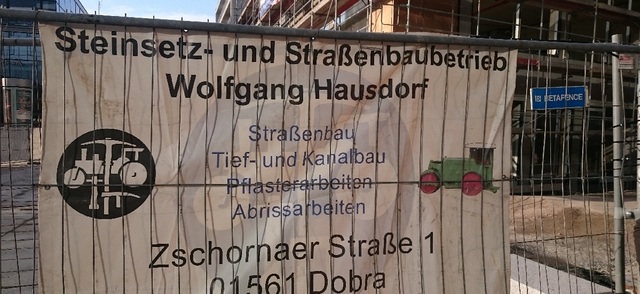 Steinsetz- und Straßenbaubetrieb
Wolfgang Hausdorf
Straßenbau
Tief- und Kanalbau
Pflasterarbeiten
Abrissarbeiten
Zschornaer Straße 1
01561 Dobra
BETAFENCE